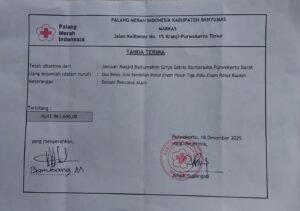 Palang
Merah
Indonesia
PALANG MERAH INDONESIA KABUPATEN BANYUMAS
MARKAS
Jalan Kalibener No. 15 Kranji-Purwokerto Timur
TANDA TERIMA
Telah diterima dari : Jamaah Masjid Baitussalim Griya Satria Bantarsoka Purwokerto Barat
Uang sejumlah (dalam huruf) : Dua Belas Juta Sembilan Ratus Enam Puluh Tiga Ribu Enam Ratus Rupiah
Keterangan : Donasi Bencana Alam
Terbilang :
Rp12.963.600,00
Purwokerto, 18 Desember 2025
yang menyerahkan,
yang menerima,
Bambang M